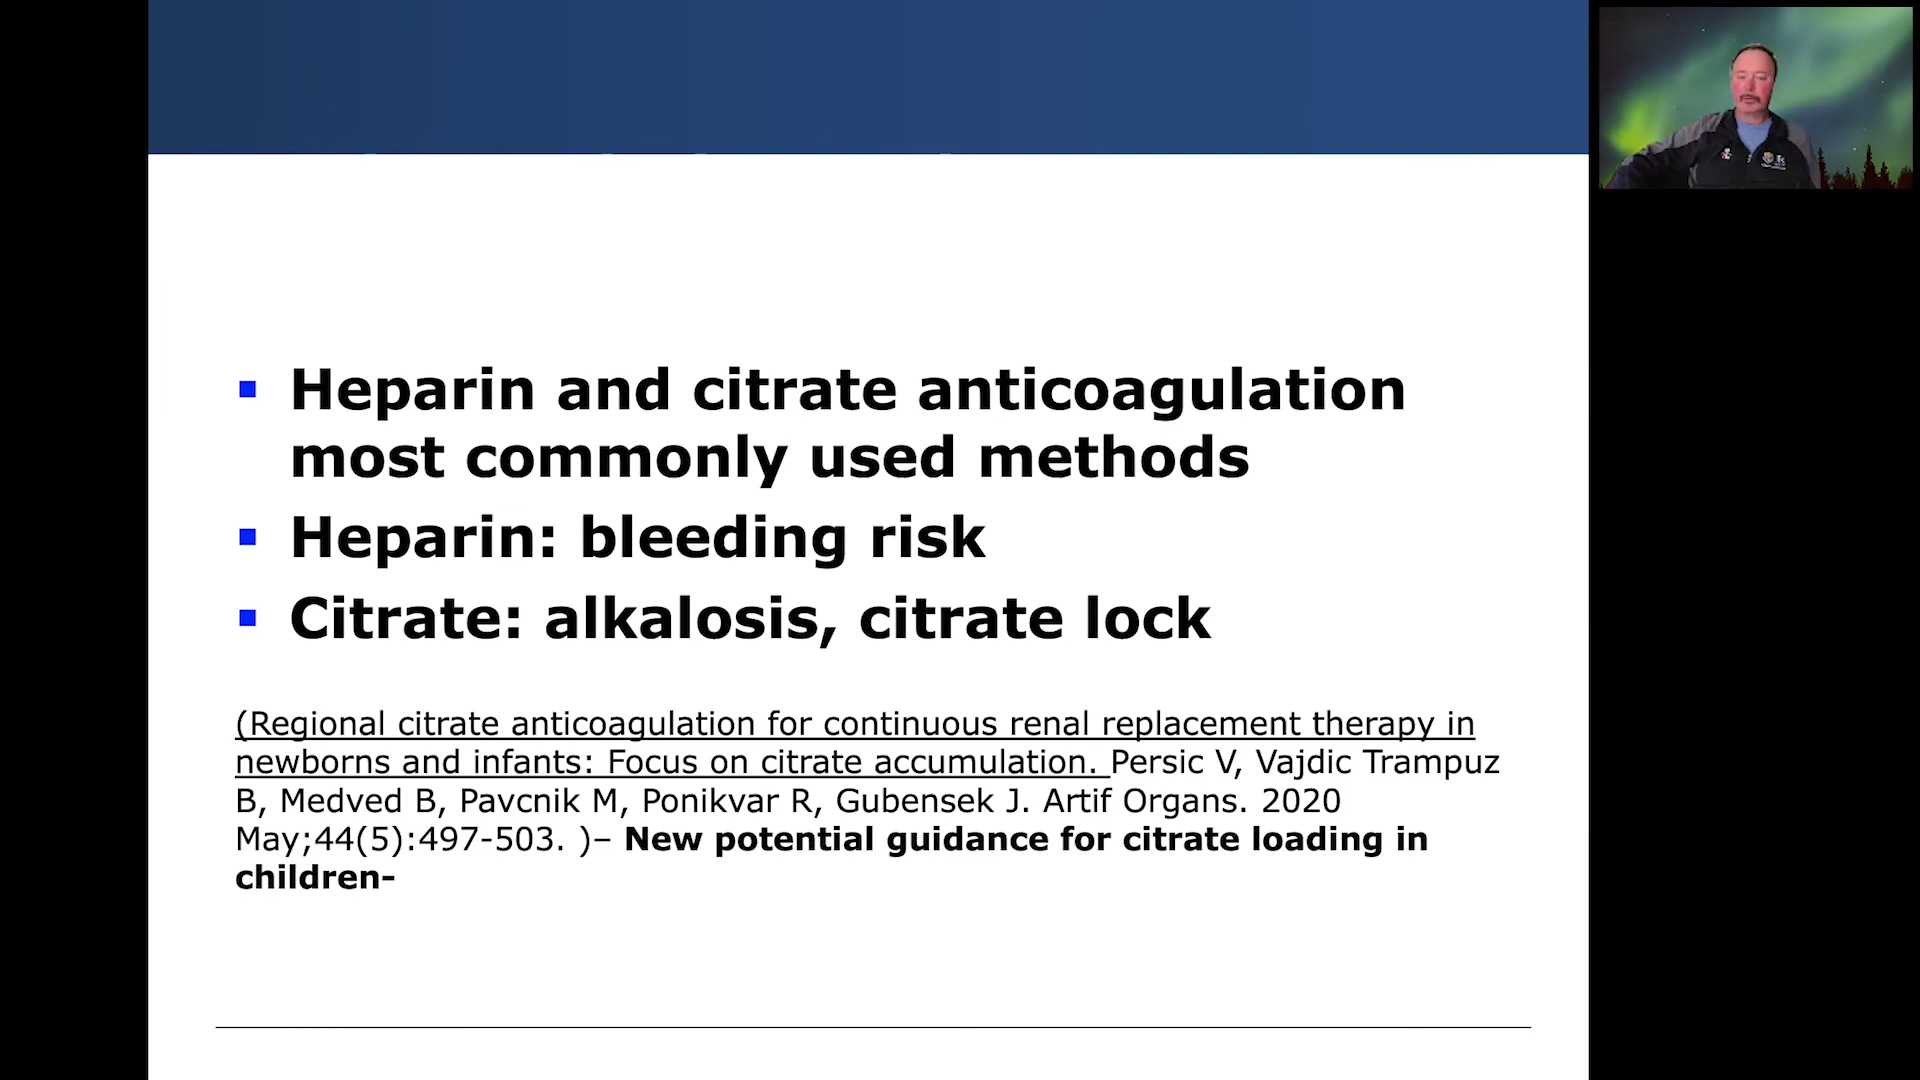 Heparin and citrate anticoagulation
most commonly used methods
Heparin: bleeding risk
Citrate: alkalosis, citrate lock
(Regional citrate anticoagulation for continuous renal replacement therapy in
newborns and infants: Focus on citrate accumulation. Persic V, Vajdic Trampuz
B, Medved B, Pavcnik M, Ponikvar R, Gubensek J. Artif Organs. 2020
May;44(5):497-503. )– New potential guidance for citrate loading in
children-